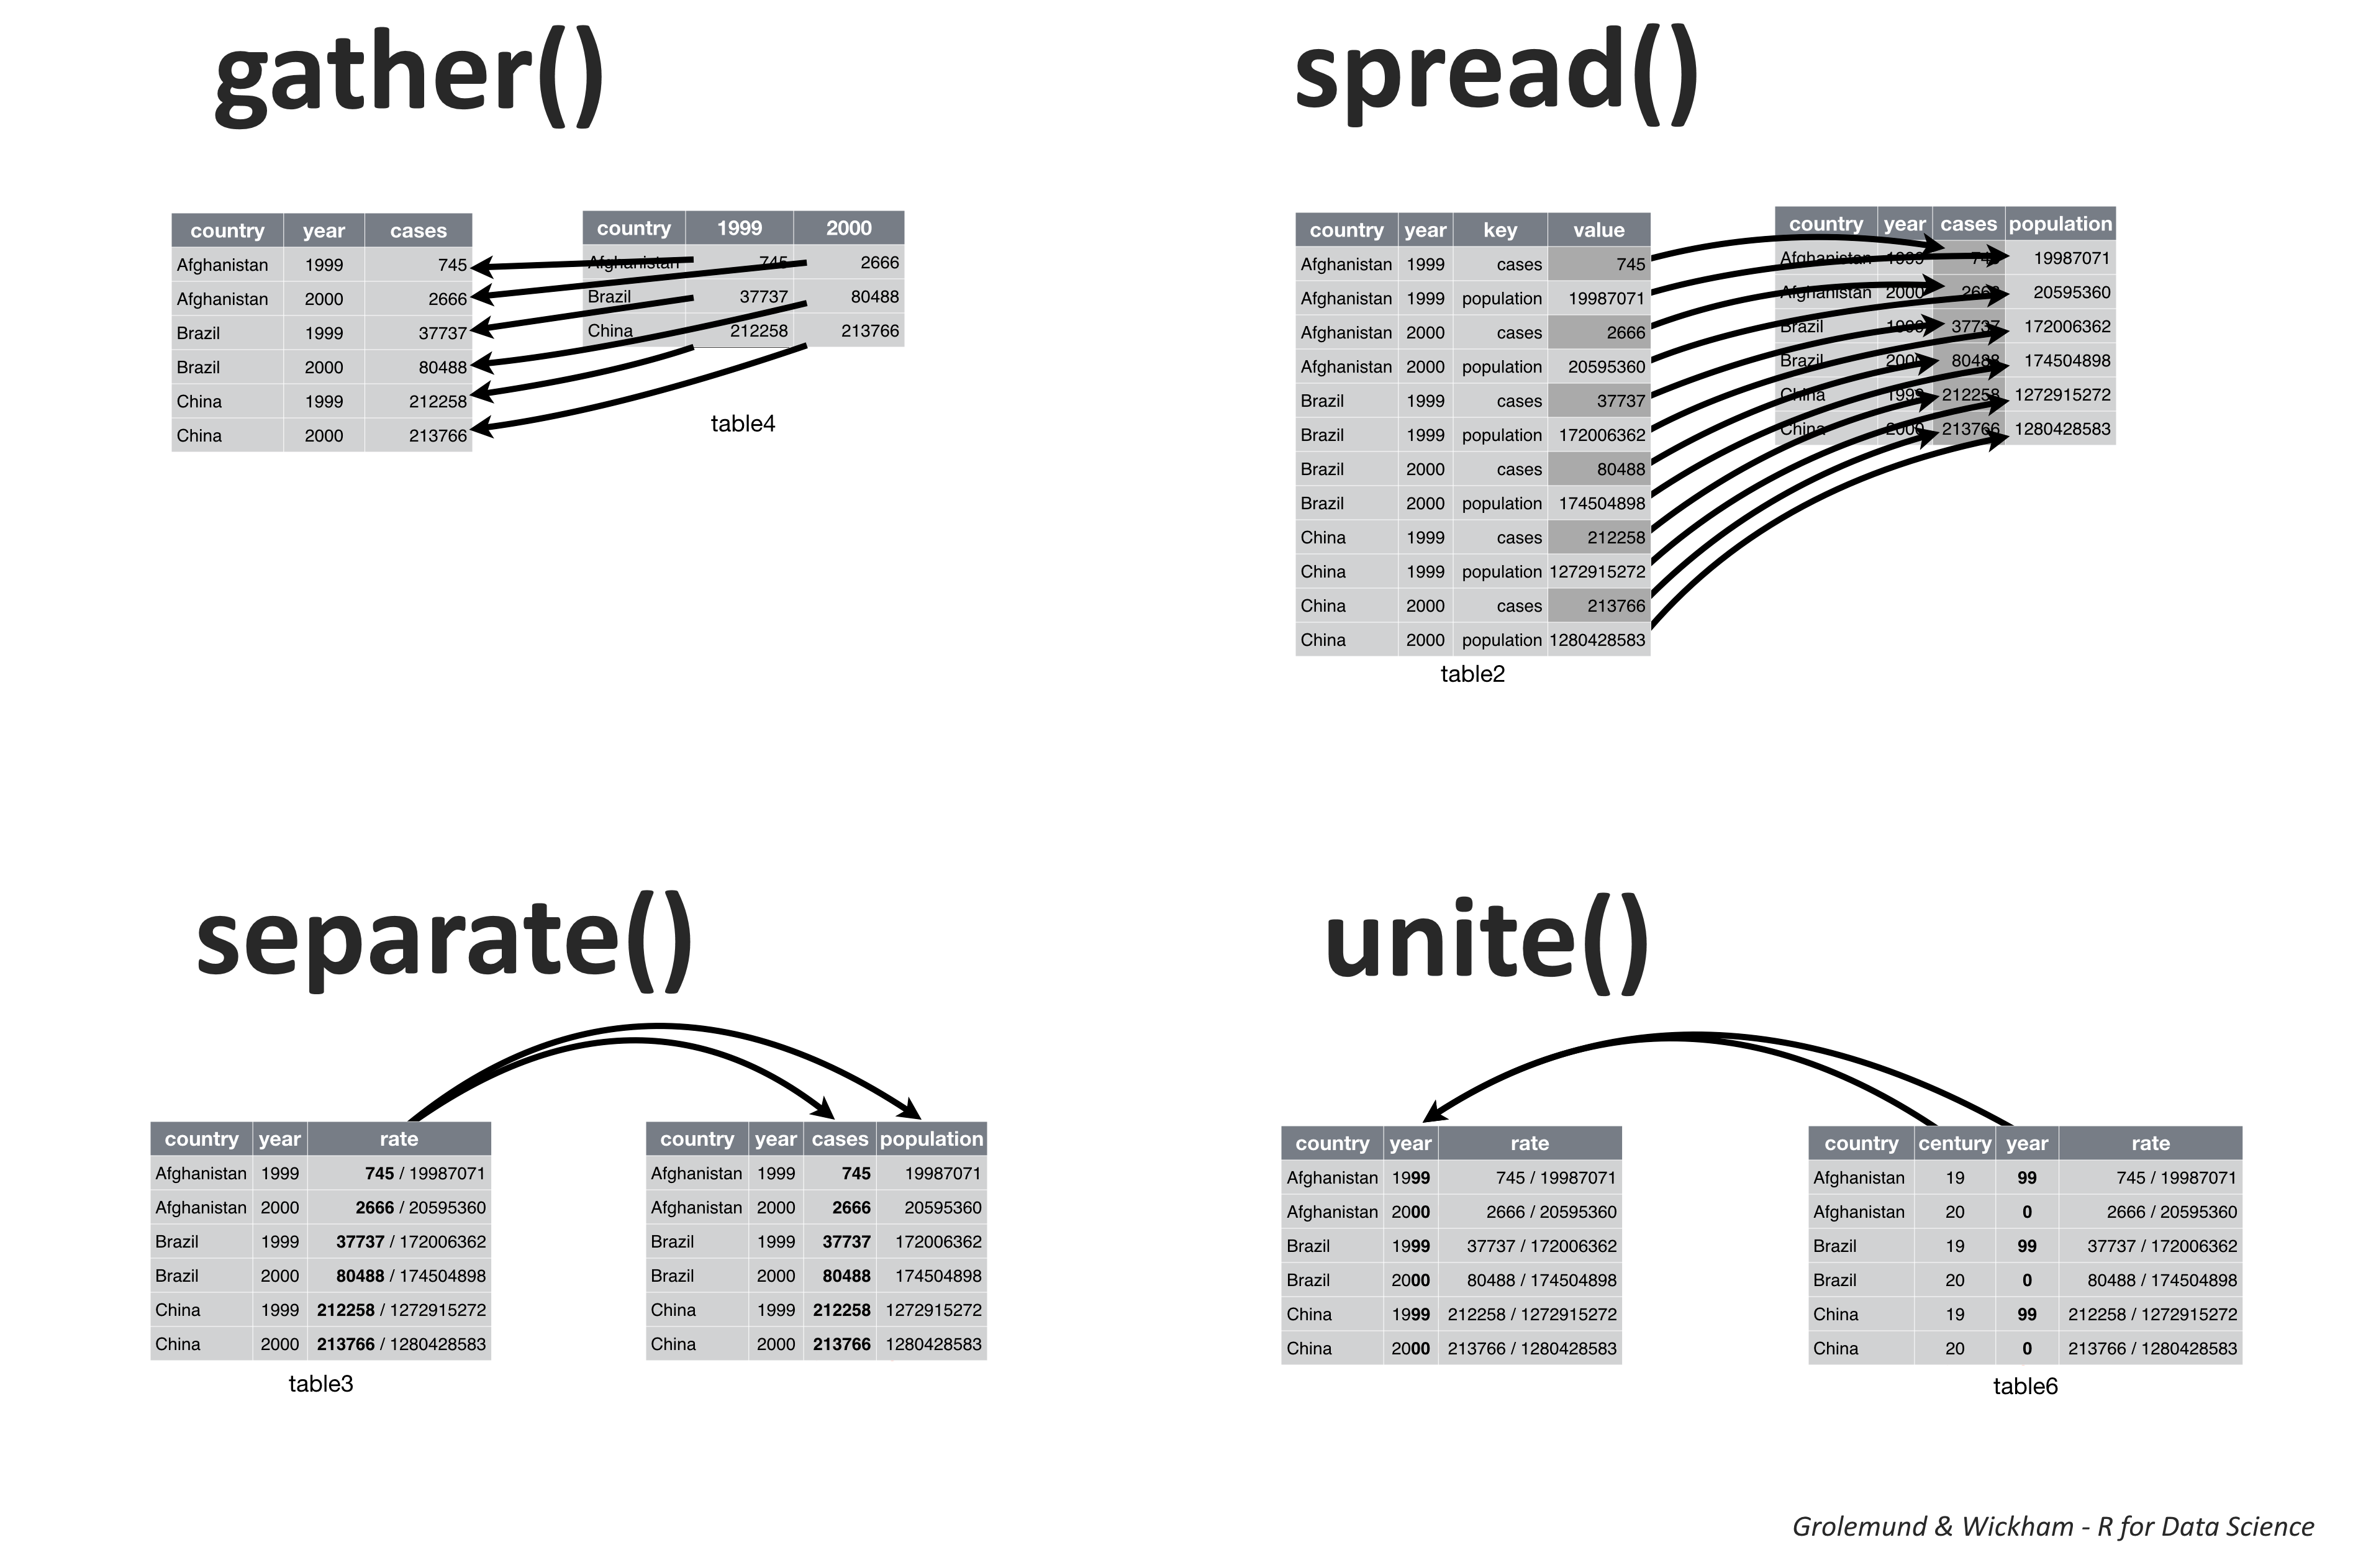 gather()
country year cases
Afghanistan 1999 745
Afghanistan 2000 2666
Brazil 1999 37737
Brazil 2000 80488
China 1999 212258
China 2000 213766
country 1999 2000
Afghanistan 745 2666
Brazil 37737 80488
China 212258 213766
table4
spread()
country year key value
Afghanistan 1999 cases 745
Afghanistan 1999 population 19987071
Afghanistan 2000 cases 2666
Afghanistan 2000 population 20595360
Brazil 1999 cases 37737
Brazil 1999 population 172006362
Brazil 2000 cases 80488
Brazil 2000 population 174504898
China 1999 cases 212258
China 1999 population 1272915272
China 2000 cases 213766
China 2000 population 1280428583
table2
country year cases population
Afghanistan 1999 745 19987071
Afghanistan 2000 2666 20595360
Brazil 1999 37737 172006362
Brazil 2000 80488 174504898
China 1999 212258 1272915272
China 2000 213766 1280428583
separate()
country year rate
Afghanistan 1999 745 / 19987071
Afghanistan 2000 2666 / 20595360
Brazil 1999 37737 / 172006362
Brazil 2000 80488 / 174504898
China 1999 212258 / 1272915272
China 2000 213766 / 1280428583
table3
country year cases population
Afghanistan 1999 745 19987071
Afghanistan 2000 2666 20595360
Brazil 1999 37737 172006362
Brazil 2000 80488 174504898
China 1999 212258 1272915272
China 2000 213766 1280428583
unite()
country year rate
Afghanistan 1999 745 / 19987071
Afghanistan 2000 2666 / 20595360
Brazil 1999 37737 / 172006362
Brazil 2000 80488 / 174504898
China 1999 212258 / 1272915272
China 2000 213766 / 1280428583
country century year rate
Afghanistan 19 99 745 / 19987071
Afghanistan 20 0 2666 / 20595360
Brazil 19 99 37737 / 172006362
Brazil 20 0 80488 / 174504898
China 19 99 212258 / 1272915272
China 20 0 213766 / 1280428583
table6
Grolemund & Wickham - R for Data Science